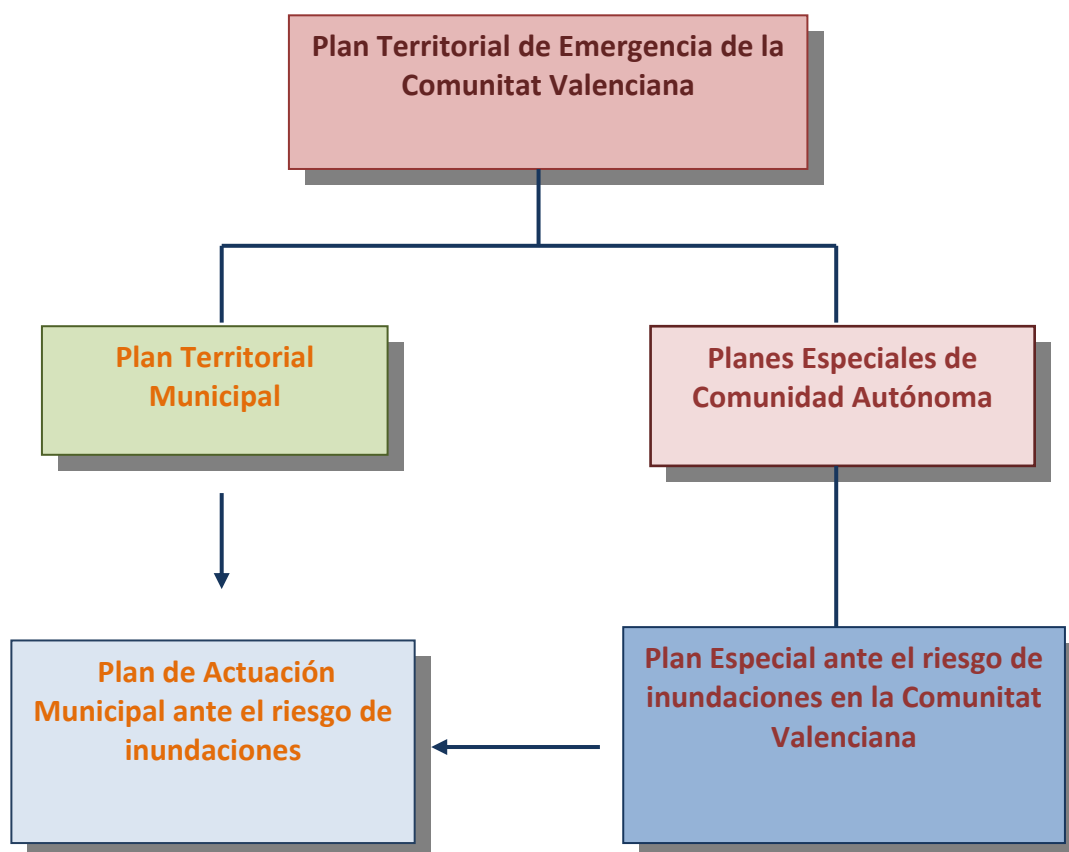 Plan Territorial de Emergencia de la
Comunitat Valenciana
Plan Territorial
Municipal
Planes Especiales de
Comunidad Autónoma
Plan de Actuación
Municipal ante el riesgo de
inundaciones
Plan Especial ante el riesgo de
inundaciones en la Comunitat
Valenciana